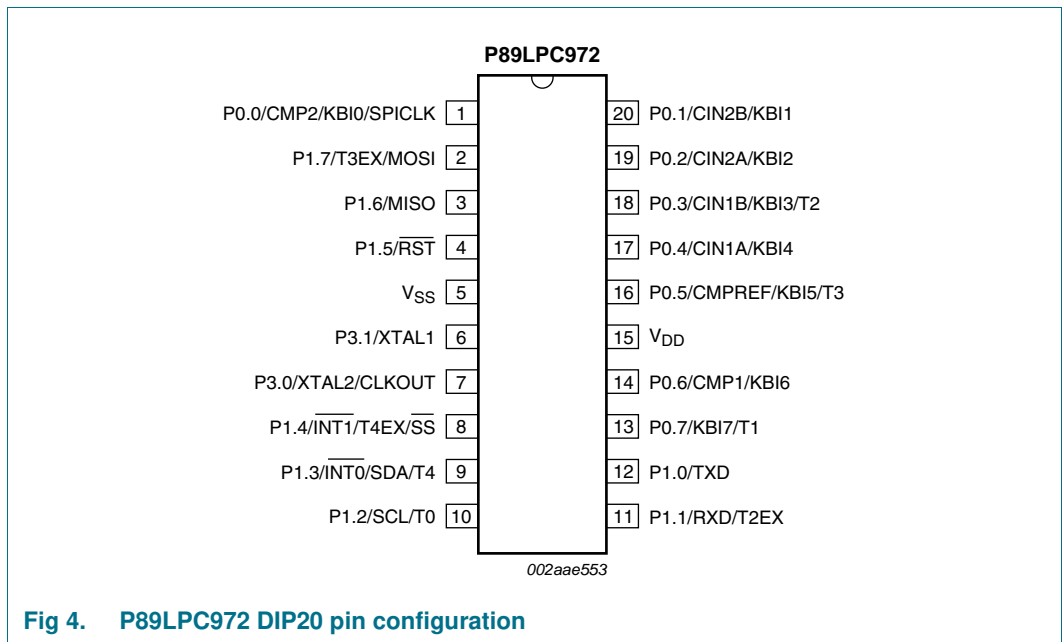 P89LPC972
P0.0/CMP2/KBI0/SPICLK 1 20 P0.1/CIN2B/KBI1
P1.7/T3EX/MOSI 2 19 P0.2/CIN2A/KBI2
P1.6/MISO 3 18 P0.3/CIN1B/KBI3/T2
P1.5/RST 4 17 P0.4/CIN1A/KBI4
VSS 5 16 P0.5/CMPREF/KBI5/T3
P3.1/XTAL1 6 15 VDD
P3.0/XTAL2/CLKOUT 7 14 P0.6/CMP1/KBI6
P1.4/INT1/T4EX/SS 8 13 P0.7/KBI7/T1
P1.3/INT0/SDA/T4 9 12 P1.0/TXD
P1.2/SCL/T0 10 11 P1.1/RXD/T2EX
002aae553
Fig 4. P89LPC972 DIP20 pin configuration